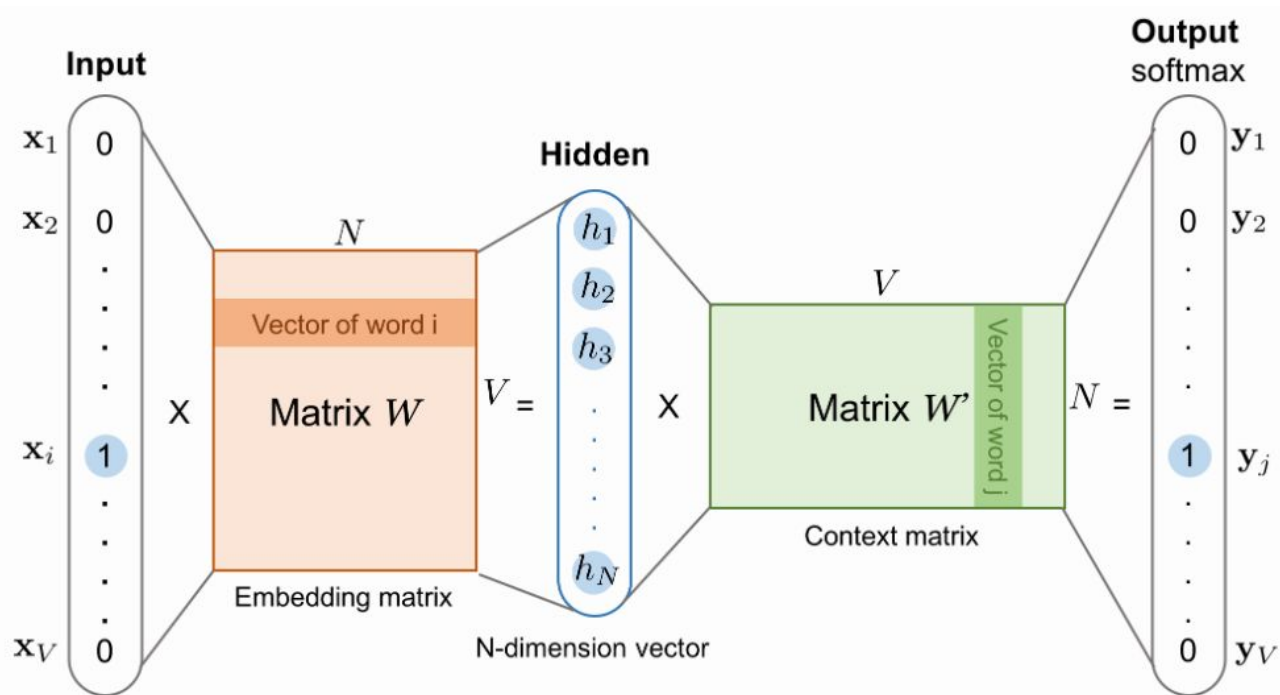 Input
x1
0
x2
0
xi
1
xV
0
X
N
Vector of word i
Matrix W
V =
Embedding matrix
Hidden
h1
h2
h3
hN
N-dimension vector
X
V
Matrix W’
Vector of word j
N =
Context matrix
Output
softmax
0
y1
0
y2
1
yj
0
yV